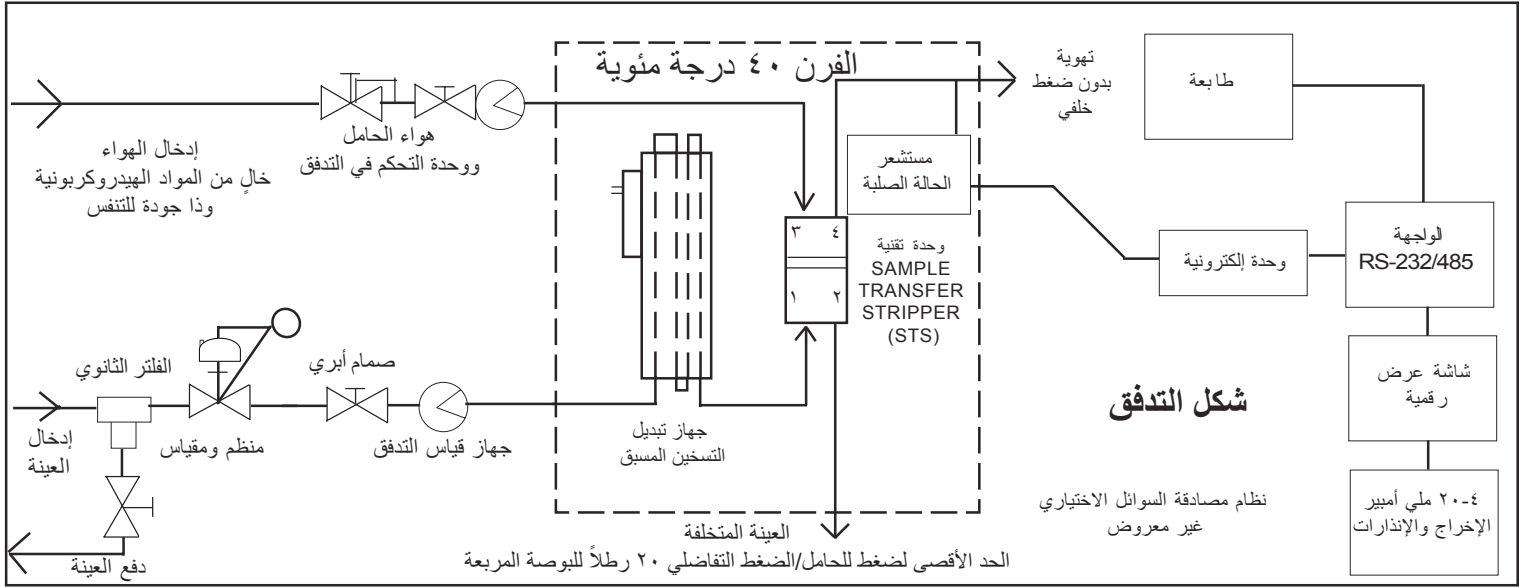 الفرن ٤٠ درجة مئوية
تهوية
بدون ضغط
خلفي
طابعة
هواء الحامل
ووحدة التحكم في التدفق
إدخال الهواء
خالٍ من المواد الهيدروكربونية
وذا جودة للتنفس
مستشعر
الحالة الصلبة
٣ ٤
١ ٢
وحدة تقنية
SAMPLE
TRANSFER
STRIPPER
(STS)
وحدة إلكترونية
الواجهة
RS-232/485
شاشة عرض
رقمية
٤-٢٠ ملي أمبير
الإخراج والإنذارات
شكل التدفق
نظام مصادقة السوائل الاختياري
غير معروض
الفلتر الثانوي
صمام أبري
إدخال
العينة
منظم ومقياس
جهاز قياس التدفق
جهاز تبديل
التسخين المسبق
دفع العينة
العينة المتخلفة
الحد الأقصى لضغط للحامل/الضغط التفاضلي ٢٠ رطلاً للبوصة المربعة